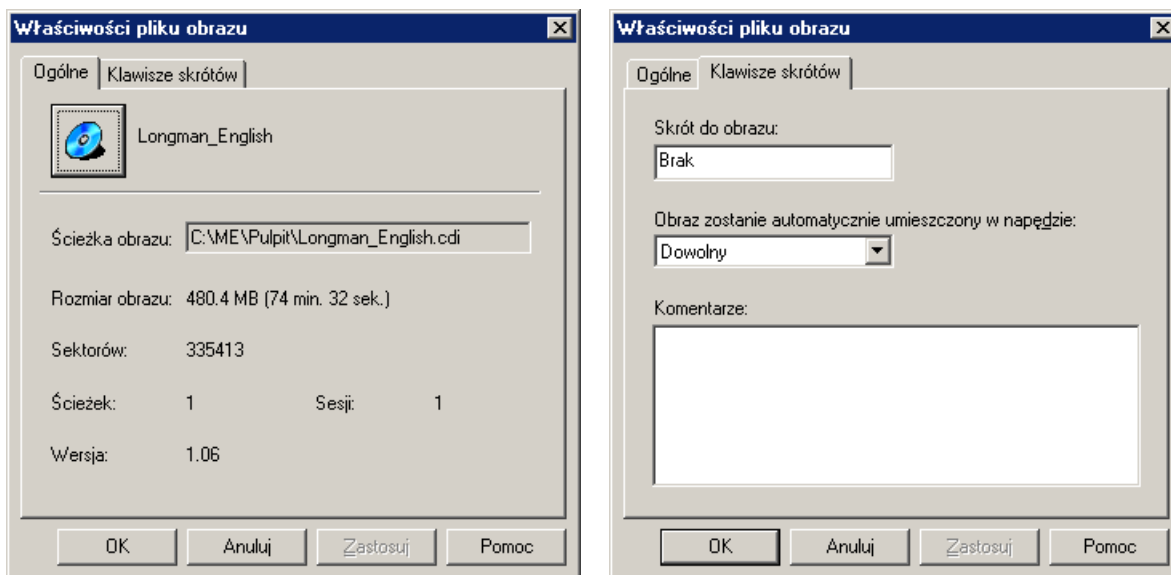 Właściwości pliku obrazu
Ogólne
Klawisze skrótów
Longman_English
Ścieżka obrazu: C:\ME\Pulpit\Longman_English.cdi
Rozmiar obrazu: 480.4 MB (74 min. 32 sek.)
Sektorów: 335413
Ścieżek: 1 Sesji: 1
Wersja: 1.06
OK Anuluj Zastosuj Pomoc
Właściwości pliku obrazu
Ogólne
Klawisze skrótów
Skrót do obrazu:
Brak
Obraz zostanie automatycznie umieszczony w napędzie:
Dowolny
Komentarze:
OK Anuluj Zastosuj Pomoc